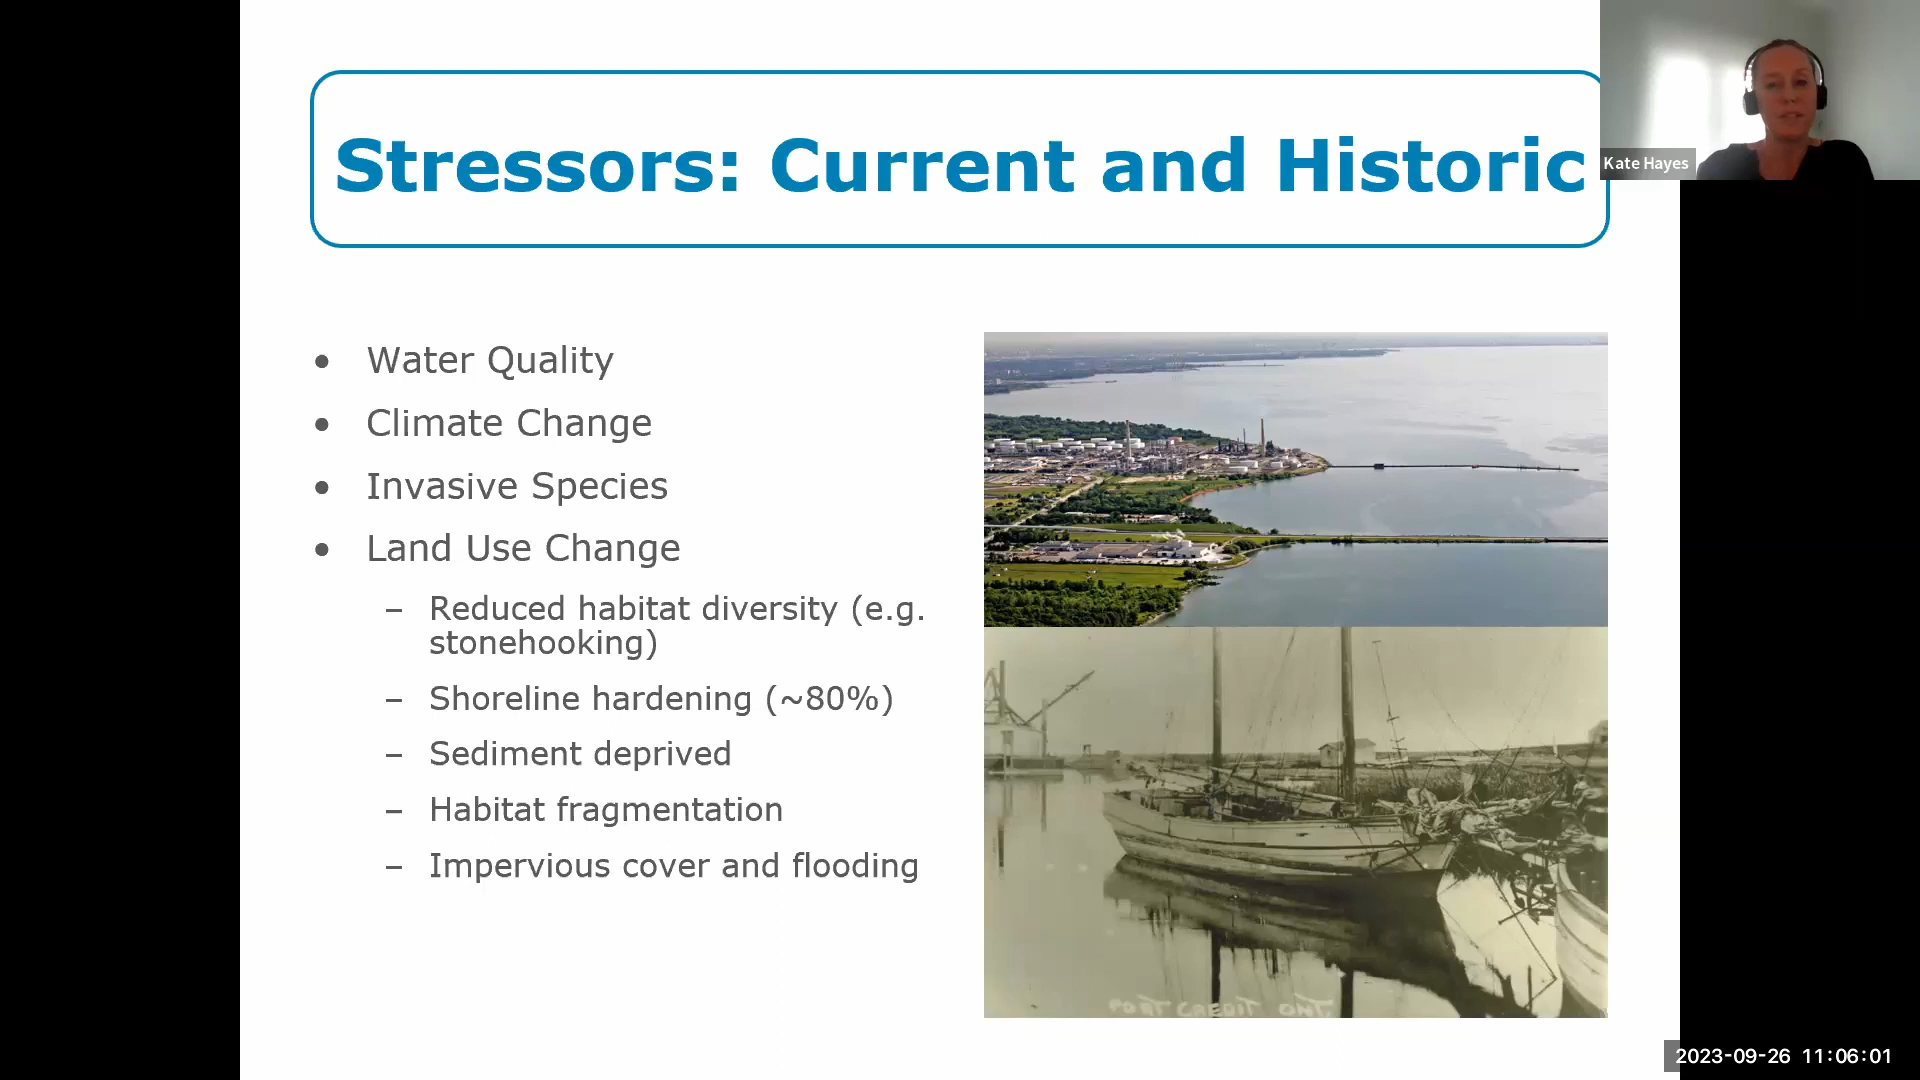 Stressors: Current and Historic
Kate Hayes
• Water Quality
• Climate Change
• Invasive Species
• Land Use Change
– Reduced habitat diversity (e.g.
stonehooking)
– Shoreline hardening (~80%)
– Sediment deprived
– Habitat fragmentation
– Impervious cover and flooding
PORT CREDIT ONT.
2023-09-26 11:06:01